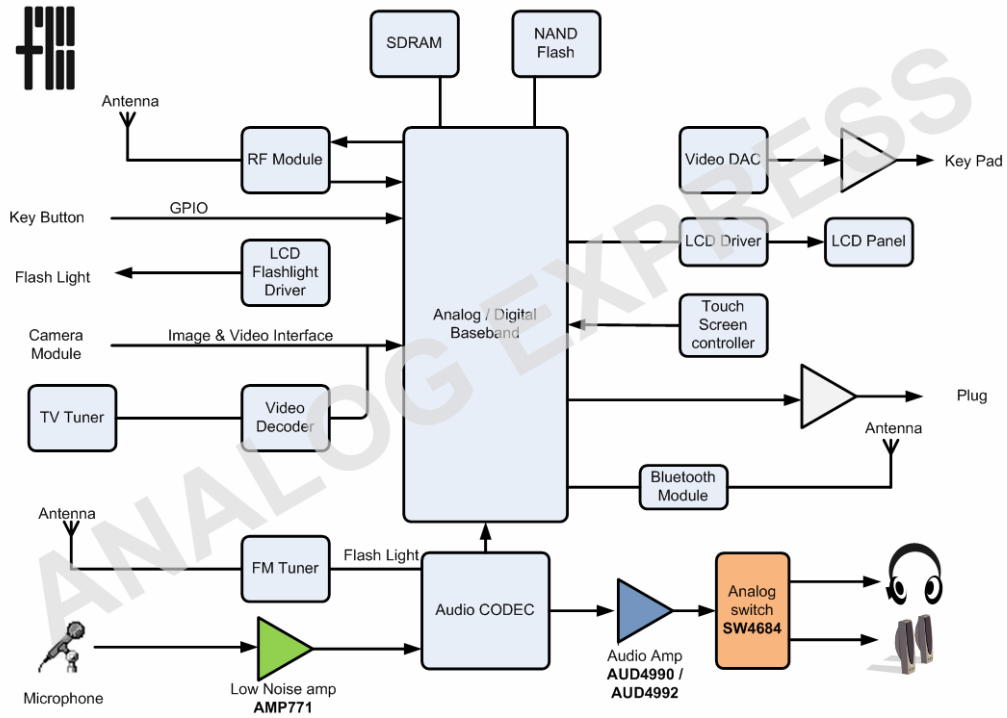 SDRAM
NAND
Flash
Antenna
RF Module
Video DAC
Key Pad
Key Button
GPIO
LCD Driver
LCD Panel
Flash Light
LCD
Flashlight
Driver
Analog / Digital
Baseband
Touch
Screen
controller
Camera
Module
Image & Video Interface
TV Tuner
Video
Decoder
Plug
Antenna
Bluetooth
Module
Antenna
FM Tuner
Flash Light
Audio CODEC
Analog
switch
SW4684
Audio Amp
AUD4990 /
AUD4992
Microphone
Low Noise amp
AMP771
ANALOG EXPRESS